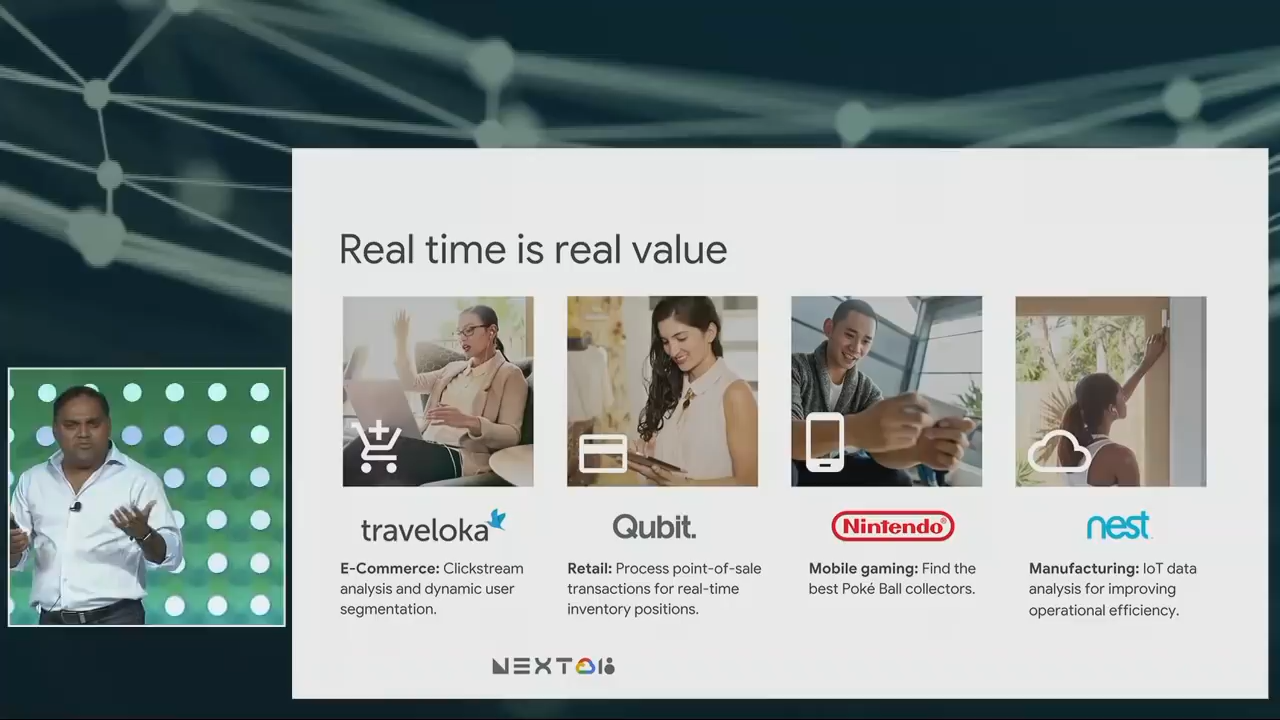 Real time is real value
traveloka
Qubit.
Nintendo®
nest
E-Commerce: Clickstream
analysis and dynamic user
segmentation.
Retail: Process point-of-sale
transactions for real-time
inventory positions.
Mobile gaming: Find the
best Poké Ball collectors.
Manufacturing: IoT data
analysis for improving
operational efficiency.
NEXT 18